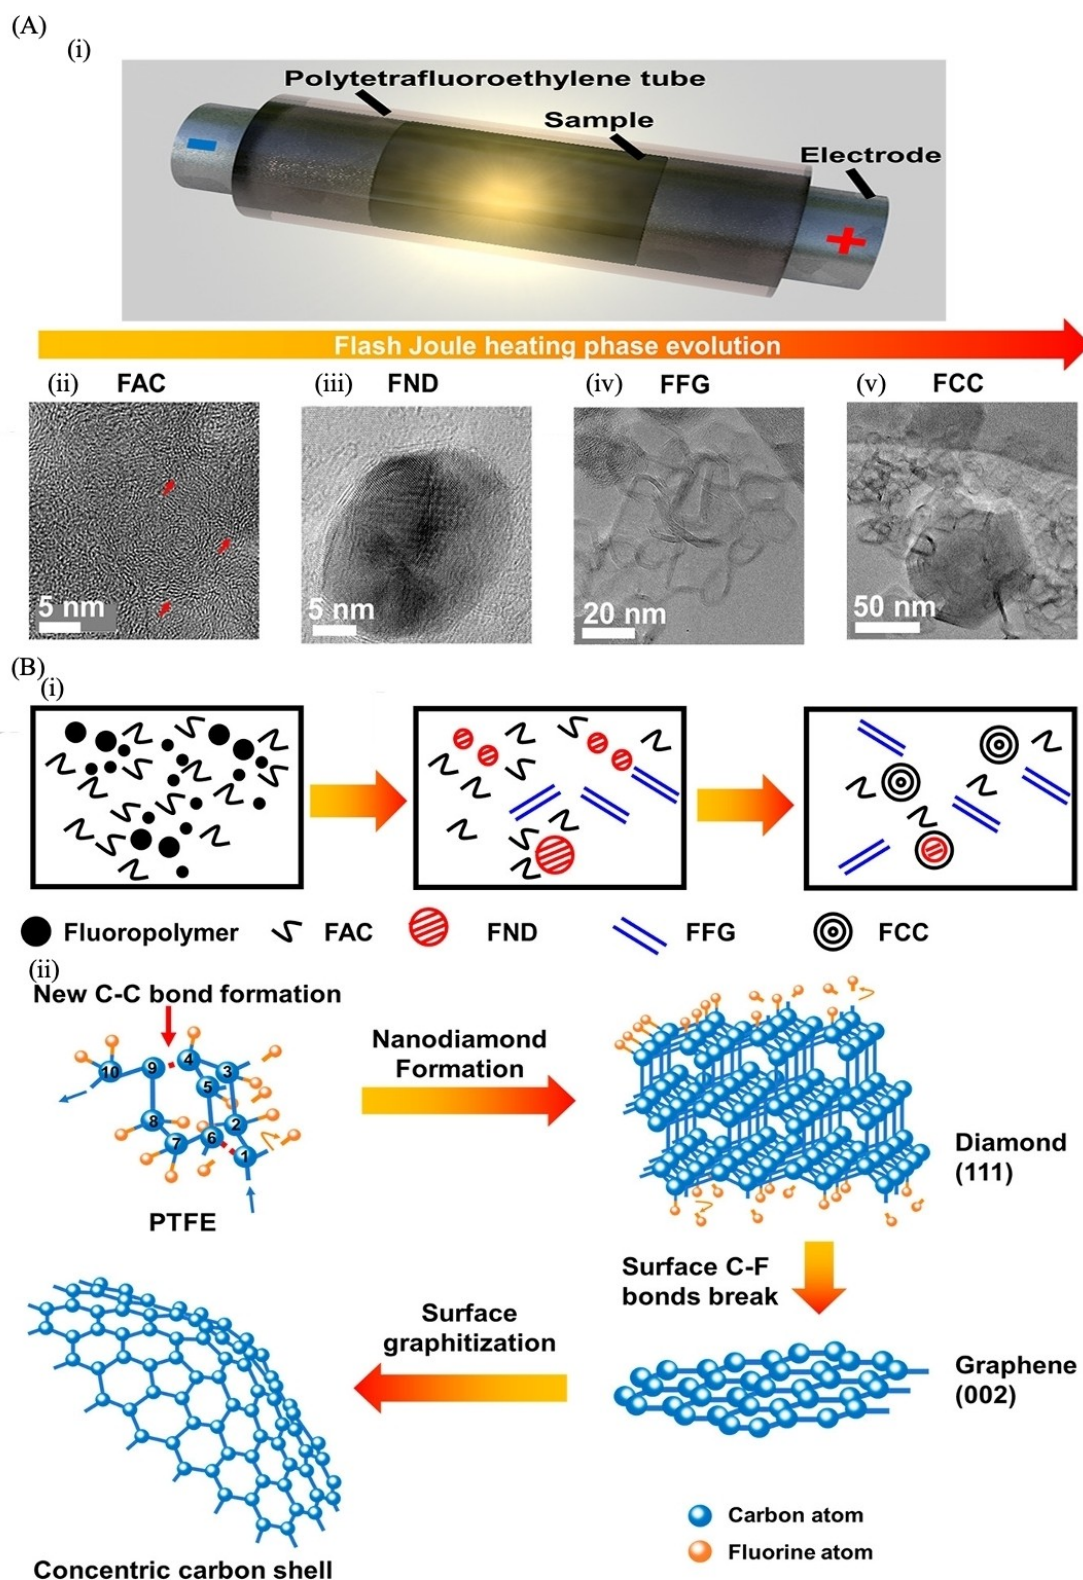 (A)
(i)
Polytetrafluoroethylene tube
Sample
Electrode
Flash Joule heating phase evolution
(ii) FAC
(iii) FND
(iv) FFG
(v) FCC
5 nm
5 nm
20 nm
50 nm
(B)
(i)
Fluoropolymer
FAC
FND
FFG
FCC
(ii)
New C-C bond formation
10
9
4
3
5
8
7
6
2
1
PTFE
Nanodiamond
Formation
Diamond
(111)
Surface C-F
bonds break
Surface
graphitization
Graphene
(002)
Concentric carbon shell
Carbon atom
Fluorine atom